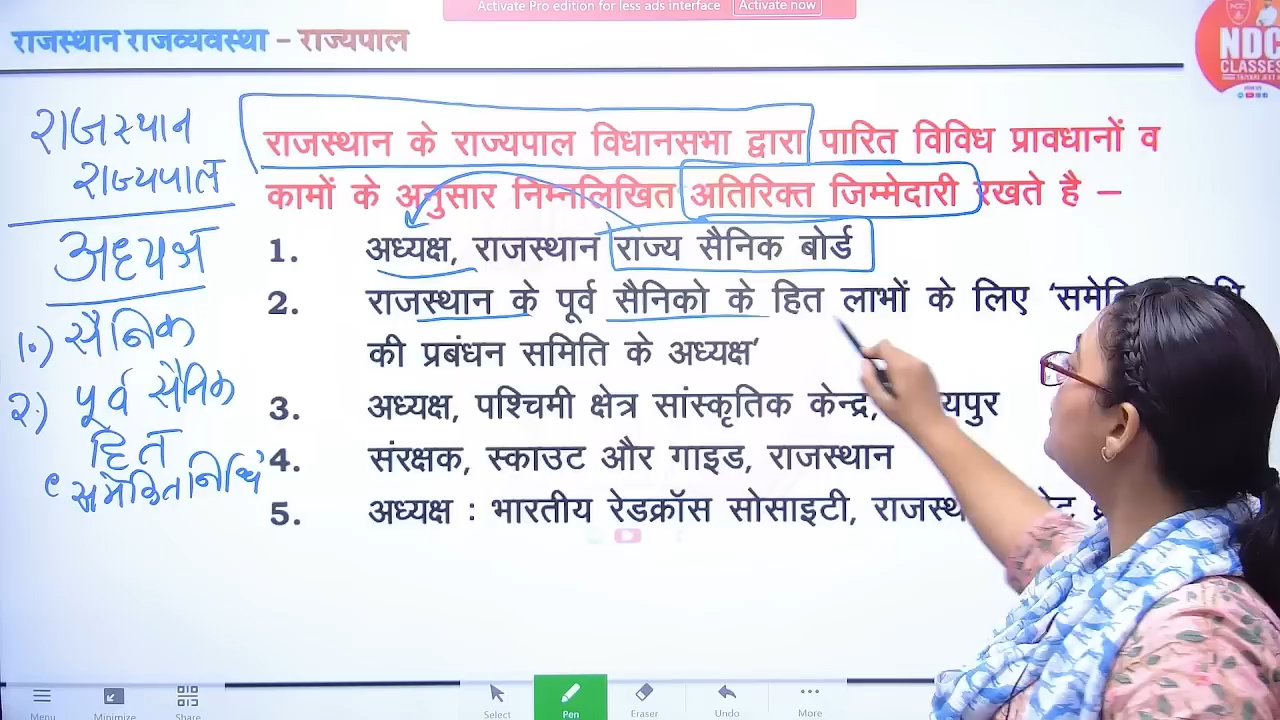 Activate Pro edition for less ads interface Activate now
राजस्थान राजव्यवस्था – राज्यपाल
NDC
CLASSES
राजस्थान
राज्यपाल
अध्यक्ष
1.) सैनिक
2.) पूर्व सैनिक
हित
समेकित निधि
राजस्थान के राज्यपाल विधानसभा द्वारा पारित विविध प्रावधानों व
कामों के अनुसार निम्नलिखित अतिरिक्त जिम्मेदारी रखते है –
1. अध्यक्ष, राजस्थान राज्य सैनिक बोर्ड
2. राजस्थान के पूर्व सैनिको के हित लाभों के लिए
की प्रबंधन समिति के अध्यक्ष’
3. अध्यक्ष, पश्चिमी क्षेत्र सांस्कृतिक केन्द्र,
4. संरक्षक, स्काउट और गाइड, राजस्थान
5. अध्यक्ष : भारतीय रेडक्रॉस सोसाइटी,
Menu Minimize Share Select Pen Eraser Undo More